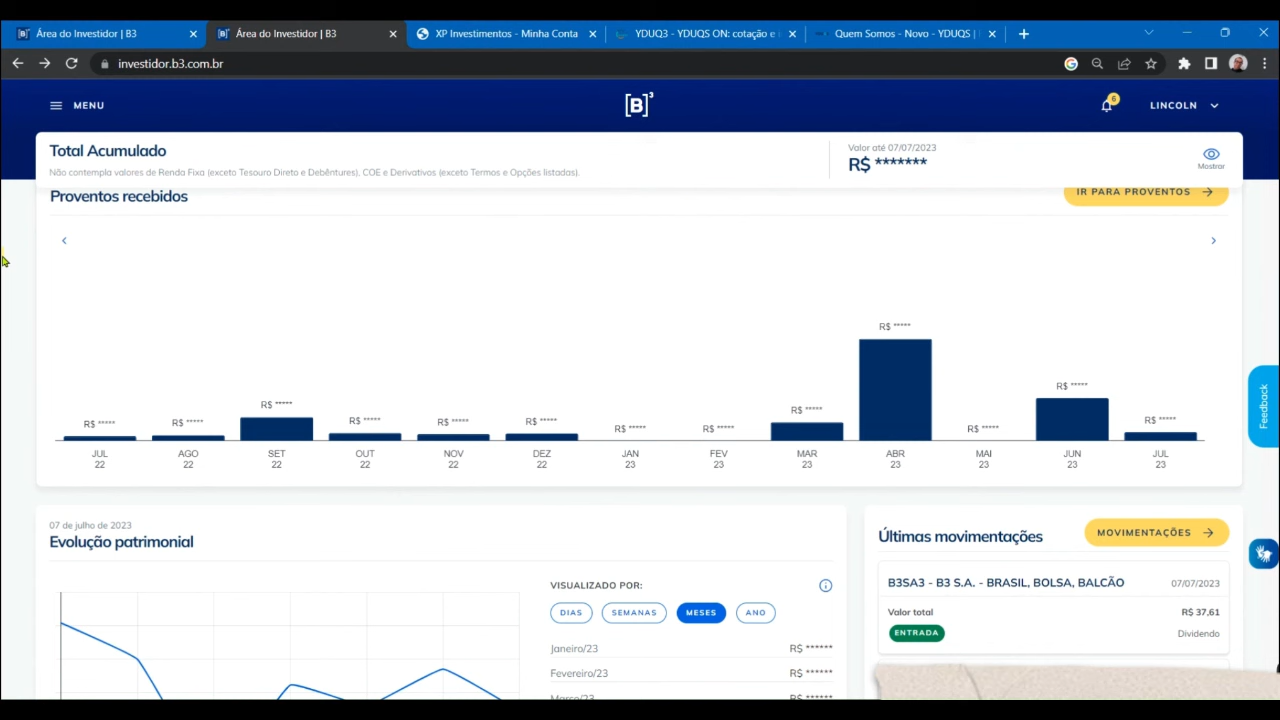 Área do Investidor | B3
Área do Investidor | B3
XP Investimentos - Minha Conta
YDUQ3 - YDUQS ON: cotação e
Quem Somos - Novo - YDUQS |
investidor.b3.com.br
MENU
[B]³
6
LINCOLN
Total Acumulado
Não contempla valores de Renda Fixa (exceto Tesouro Direto e Debêntures), COE e Derivativos (exceto Termos e Opções listadas).
Valor até 07/07/2023
R$ *******
Mostrar
Proventos recebidos
IR PARA PROVENTOS
R$ *****
R$ *****
R$ *****
R$ *****
R$ *****
R$ *****
R$ *****
R$ *****
R$ *****
R$ *****
R$ *****
R$ *****
R$ *****
JUL 22
AGO 22
SET 22
OUT 22
NOV 22
DEZ 22
JAN 23
FEV 23
MAR 23
ABR 23
MAI 23
JUN 23
JUL 23
Feedback
07 de julho de 2023
Evolução patrimonial
VISUALIZADO POR:
DIAS
SEMANAS
MESES
ANO
Janeiro/23 R$ ******
Fevereiro/23 R$ ******
Março/23 R$ ******
Últimas movimentações
MOVIMENTAÇÕES
B3SA3 - B3 S.A. - BRASIL, BOLSA, BALCÃO 07/07/2023
Valor total R$ 37,61
ENTRADA Dividendo